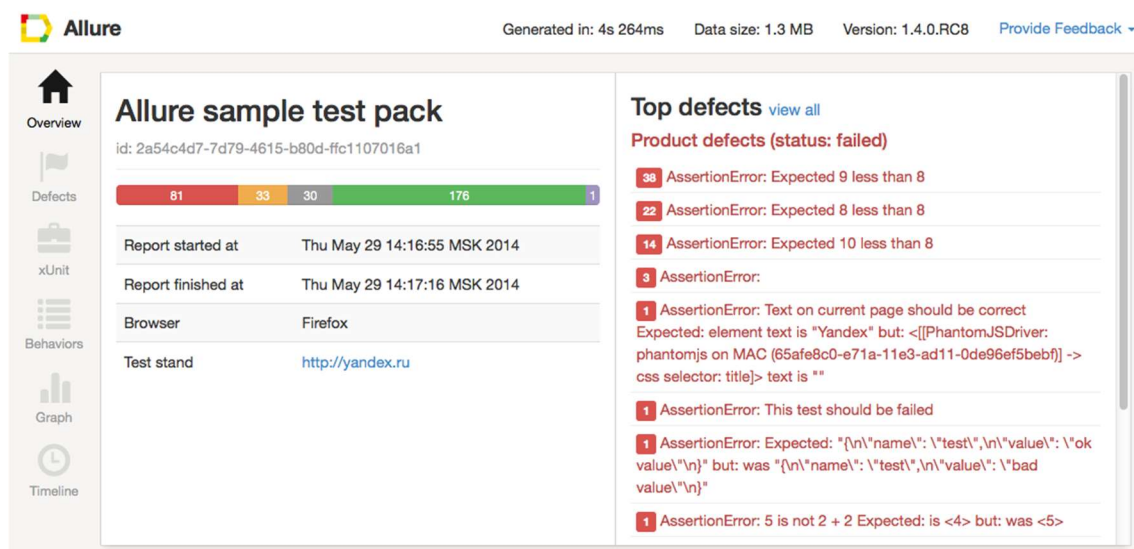 Allure
Generated in: 4s 264ms Data size: 1.3 MB Version: 1.4.0.RC8 Provide Feedback
Overview
Defects
xUnit
Behaviors
Graph
Timeline
Allure sample test pack
id: 2a54c4d7-7d79-4615-b80d-ffc1107016a1
81 33 30 176 1
Report started at Thu May 29 14:16:55 MSK 2014
Report finished at Thu May 29 14:17:16 MSK 2014
Browser Firefox
Test stand http://yandex.ru
Top defects view all
Product defects (status: failed)
38 AssertionError: Expected 9 less than 8
22 AssertionError: Expected 8 less than 8
14 AssertionError: Expected 10 less than 8
3 AssertionError:
1 AssertionError: Text on current page should be correct
Expected: element text is "Yandex" but: <[[PhantomJSDriver:
phantomjs on MAC (65afe8c0-e71a-11e3-ad11-0de96ef5bebf)] ->
css selector: title]> text is ""
1 AssertionError: This test should be failed
1 AssertionError: Expected: "{\n\"name\": \"test\",\n\"value\": \"ok
value\"\n}" but: was "{\n\"name\": \"test\",\n\"value\": \"bad
value\"\n}"
1 AssertionError: 5 is not 2 + 2 Expected: is <4> but: was <5>